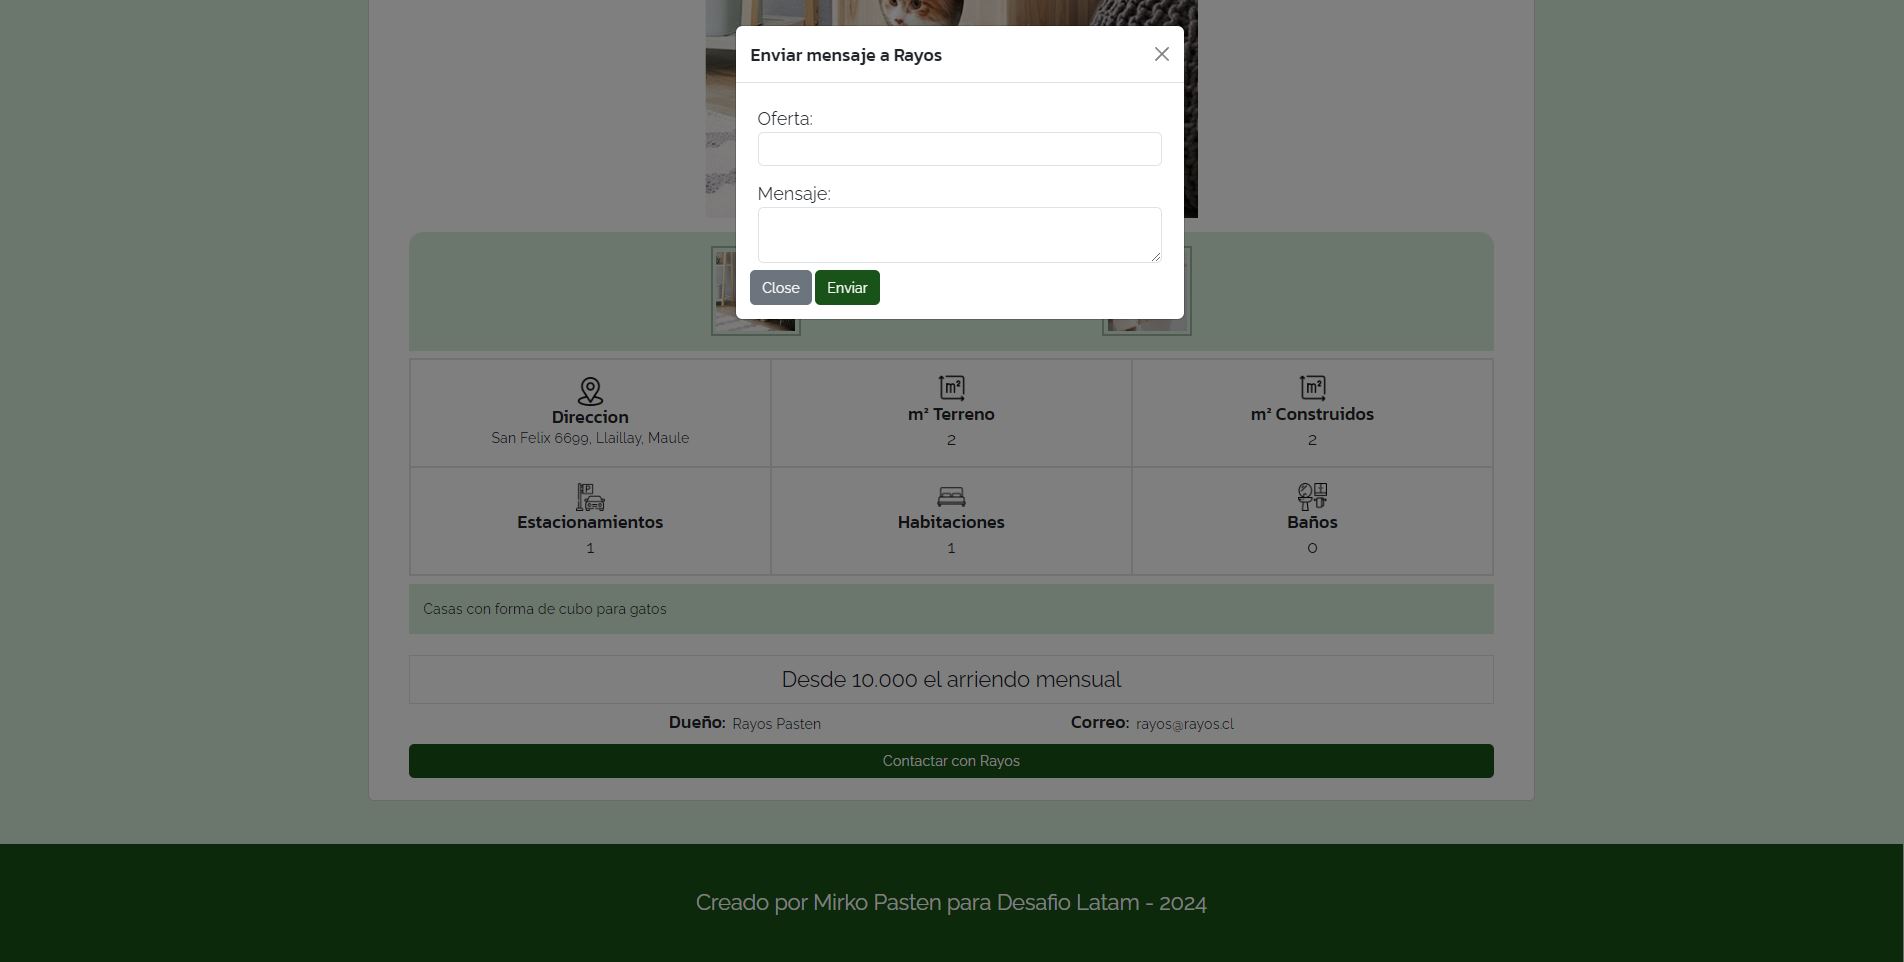 Enviar mensaje a Rayos
Oferta:
Mensaje:
Close Enviar
Direccion
San Felix 6699, Llaillay, Maule
m²
m² Terreno
2
m²
m² Construidos
2
P
Estacionamientos
1
Habitaciones
1
Baños
0
Casas con forma de cubo para gatos
Desde 10.000 el arriendo mensual
Dueño: Rayos Pasten
Correo: rayos@rayos.cl
Contactar con Rayos
Creado por Mirko Pasten para Desafio Latam - 2024